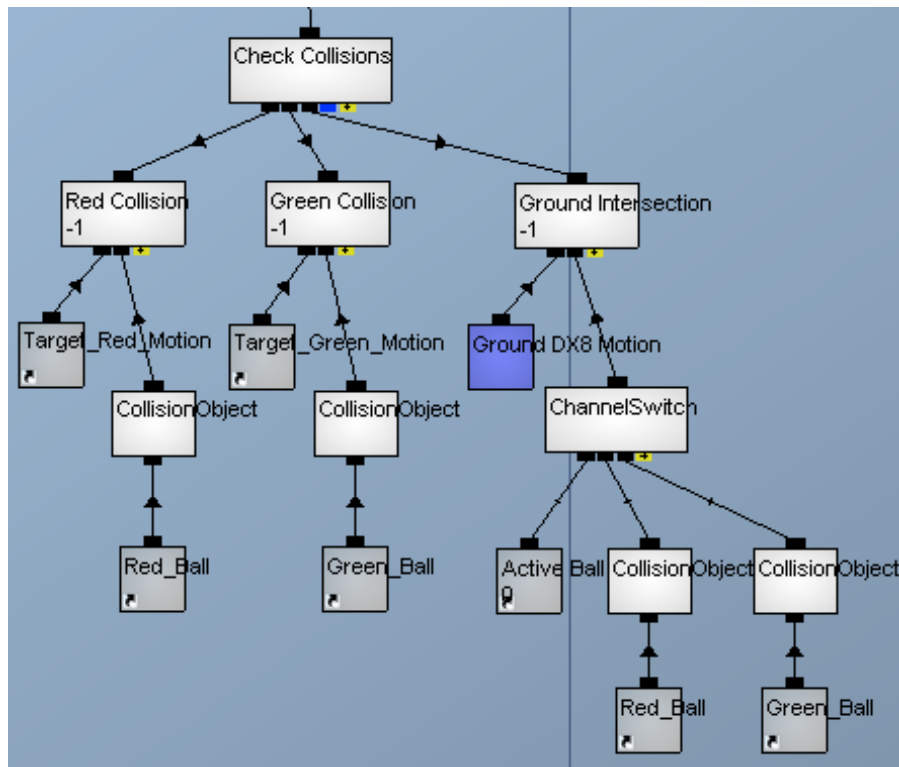 Check Collisions
Red Collision
-1
Green Collision
-1
Ground Intersection
-1
Target_Red_Motion
Target_Green_Motion
Ground DX8 Motion
CollisionObject
CollisionObject
ChannelSwitch
Red_Ball
Green_Ball
Active Ball
0
CollisionObject
CollisionObject
Red_Ball
Green_Ball